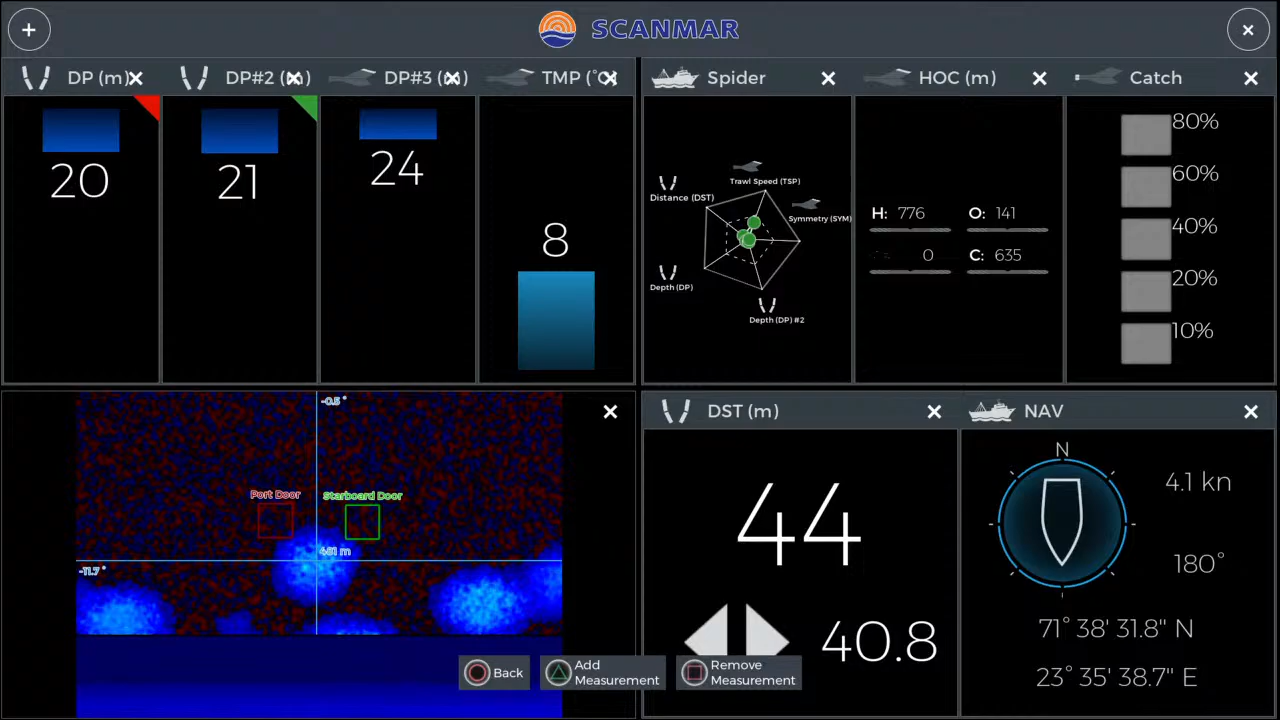 SCANMAR
DP (m)
DP#2 (m)
DP#3 (m)
TMP (°C)
Spider
HOC (m)
Catch
20
21
24
8
Trawl Speed (TSP)
Distance (DST)
Symmetry (SYM)
Depth (DP)
Depth (DP) #2
H: 776
O: 141
0
C: 635
80%
60%
40%
20%
10%
-0.5 °
Port Door
Starboard Door
-11.7 °
DST (m)
44
40.8
NAV
N
4.1 kn
180°
71° 38' 31.8" N
23° 35' 38.7" E
Back
Add
Measurement
Remove
Measurement